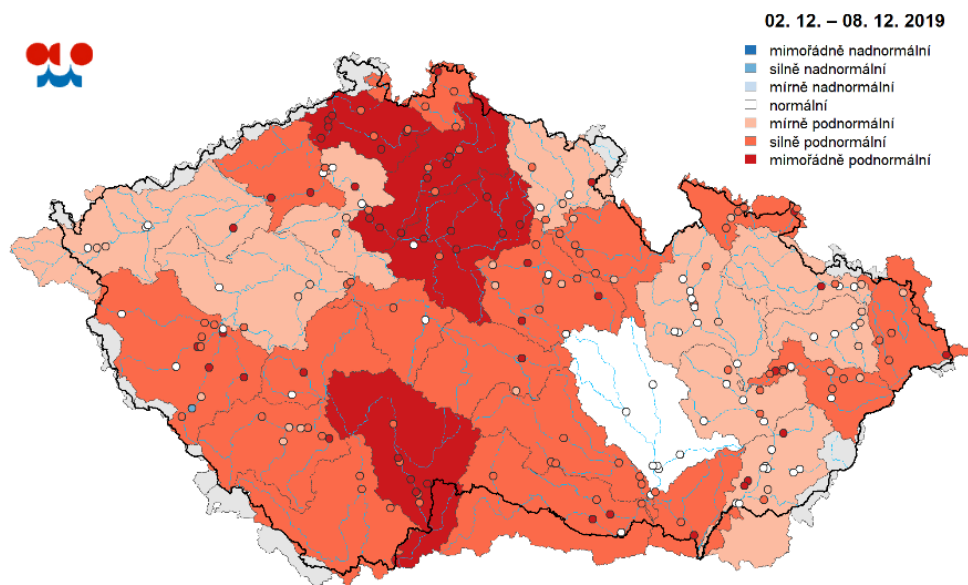 02. 12. – 08. 12. 2019
mimořádně nadnormální
silně nadnormální
mírně nadnormální
normální
mírně podnormální
silně podnormální
mimořádně podnormální